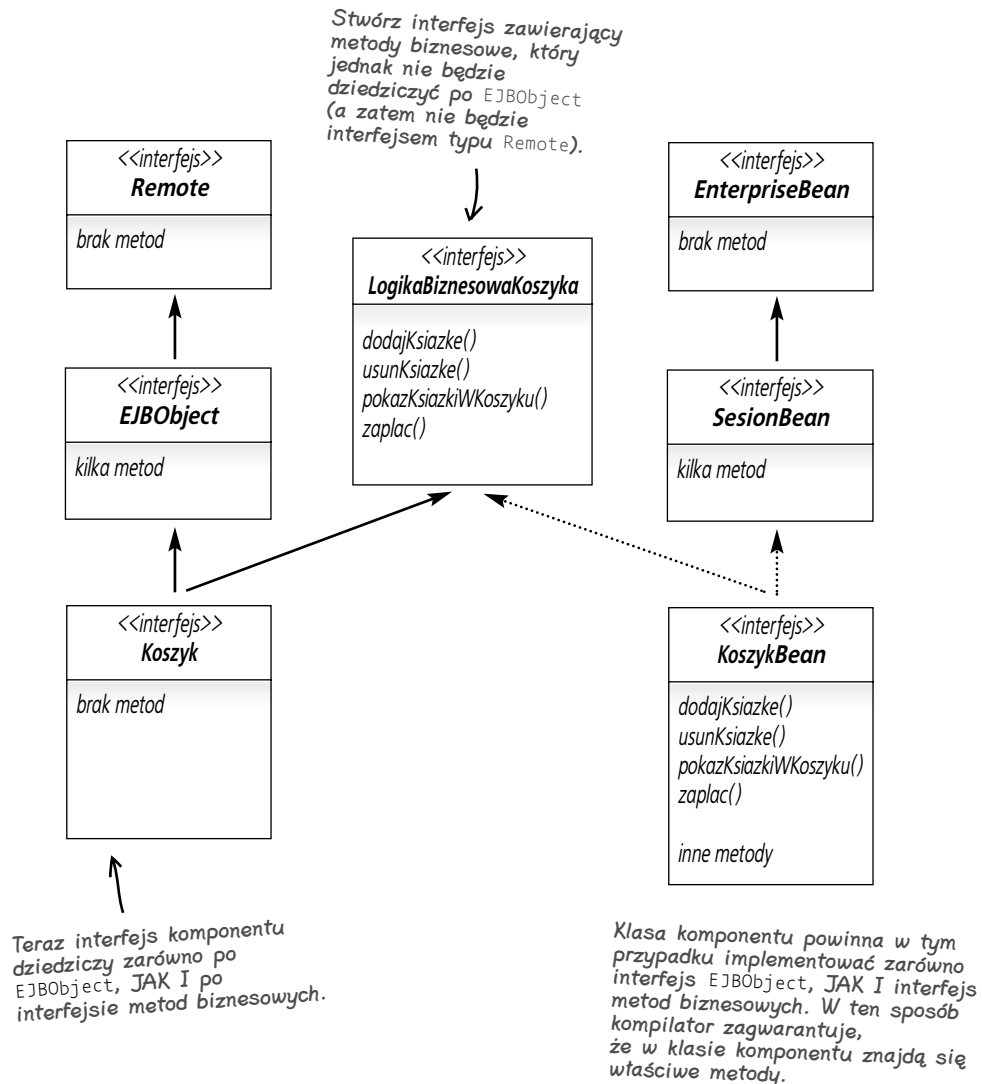 Stwórz interfejs zawierający
metody biznesowe, który
jednak nie będzie
dziedziczyć po EJBObject
(a zatem nie będzie
interfejsem typu Remote).
<<interfejs>>
Remote
brak metod
<<interfejs>>
LogikaBiznesowaKoszyka
dodajKsiazke()
usunKsiazke()
pokazKsiazkiWKoszyku()
zaplac()
<<interfejs>>
EnterpriseBean
brak metod
<<interfejs>>
EJBObject
kilka metod
<<interfejs>>
SesionBean
kilka metod
<<interfejs>>
Koszyk
brak metod
<<interfejs>>
KoszykBean
dodajKsiazke()
usunKsiazke()
pokazKsiazkiWKoszyku()
zaplac()
inne metody
Teraz interfejs komponentu
dziedziczy zarówno po
EJBObject, JAK I po
interfejsie metod biznesowych.
Klasa komponentu powinna w tym
przypadku implementować zarówno
interfejs EJBObject, JAK I interfejs
metod biznesowych. W ten sposób
kompilator zagwarantuje,
że w klasie komponentu znajdą się
właściwe metody.